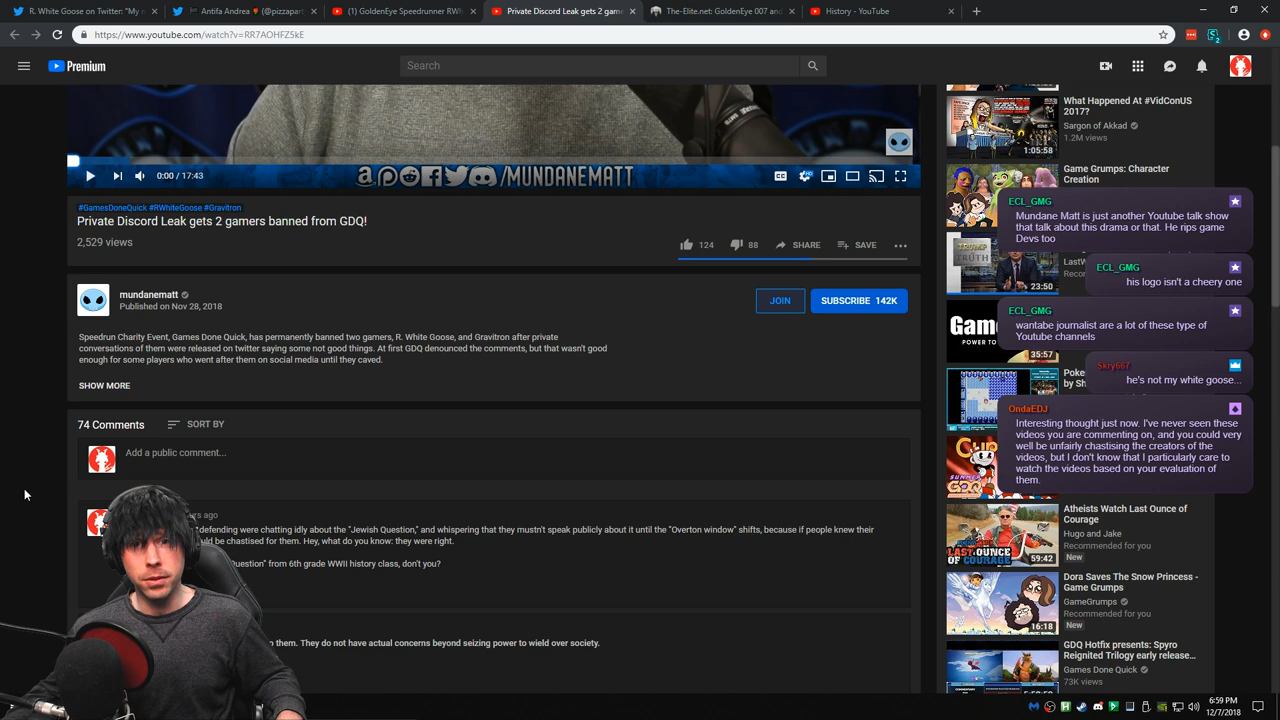 R. White Goose on Twitter: "My n
Antifa Andrea
(@pizzapart
(1) GoldenEye Speedrunner RWh
Private Discord Leak gets 2 game
The-Elite.net: GoldenEye 007 and
History - YouTube
https://www.youtube.com/watch?v=RR7AOHFZ5kE
Premium
Search
0:00 / 17:43
/MUNDANEMATT
#GamesDoneQuick #RWhiteGoose #Gravitron
Private Discord Leak gets 2 gamers banned from GDQ!
2,529 views
124
88
SHARE
SAVE
mundanematt
Published on Nov 28, 2018
JOIN
SUBSCRIBE 142K
Speedrun Charity Event, Games Done Quick, has permanently banned two gamers, R. White Goose, and Gravitron after private
conversations of them were released on twitter saying some not good things. At first GDQ denounced the comments, but that wasn't good
enough for some players who went after them on social media until they caved.
SHOW MORE
74 Comments
SORT BY
Add a public comment...
ago
defending were chatting idly about the "Jewish Question," and whispering that they mustn't speak publicly about it until the "Overton window" shifts, because if people knew their
be chastised for them. Hey, what do you know: they were right.
Question" from 6th grade WWII history class, don't you?
them. They do not have actual concerns beyond seizing power to wield over society.
What Happened At #VidConUS
2017?
Sargon of Akkad
1.2M views
1:05:58
Game Grumps: Character
Creation
ECL_GMG
Mundane Matt is just another Youtube talk show
that talk about this drama or that. He rips game
Devs too
TRUTH
LastW
Reco
23:50
ECL_GMG
his logo isn't a cheery one
ECL_GMG
wantabe journalist are a lot of these type of
Youtube channels
Gam
POWER TO
35:57
Skry667
he's not my white goose...
Poke
by Sh
OndaEDJ
Interesting thought just now. I've never seen these
videos you are commenting on, and you could very
well be unfairly chastising the creators of the
videos, but I don't know that I particularly care to
watch the videos based on your evaluation of
them.
Atheists Watch Last Ounce of
Courage
Hugo and Jake
Recommended for you
New
LAST OUNCE
OF COURAGE
59:42
Dora Saves The Snow Princess -
Game Grumps
GameGrumps
Recommended for you
New
16:18
GDQ Hotfix presents: Spyro
Reignited Trilogy early release...
Games Done Quick
73K views
6:59 PM
12/7/2018